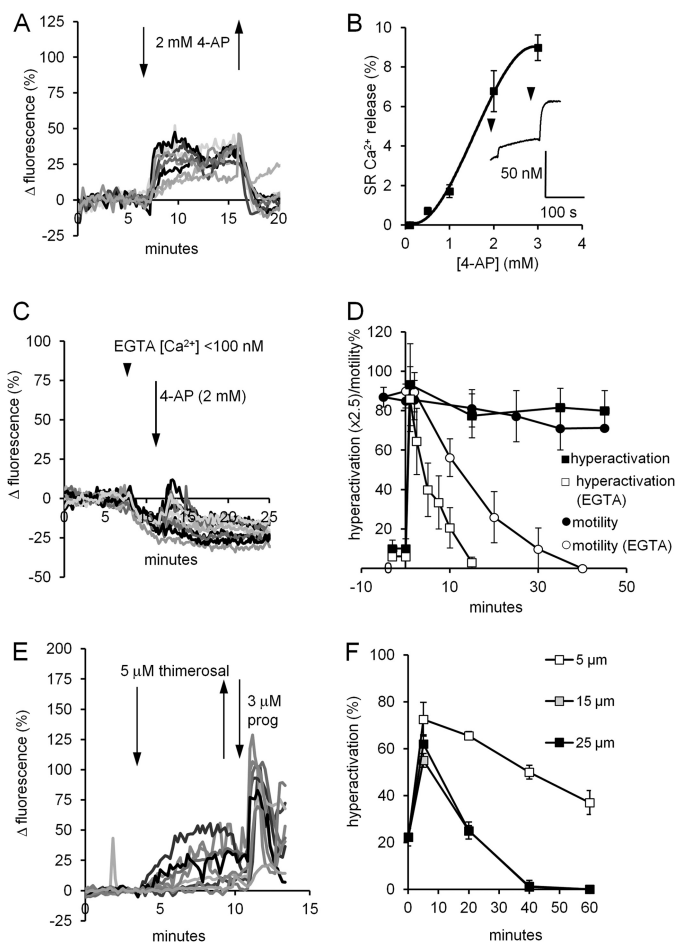 A
125
100
75
50
25
0
-25
Δ fluorescence (%)
2 mM 4-AP
0 5 10 15 20
minutes
B
10
8
6
4
2
0
SR Ca²⁺ release (%)
50 nM
100 s
0 1 2 3 4
[4-AP] (mM)
C
100
75
50
25
0
-25
-50
Δ fluorescence (%)
EGTA [Ca²⁺] <100 nM
4-AP (2 mM)
0 5 10 15 20 25
minutes
D
120
100
80
60
40
20
0
hyperactivation (x2.5)/motility%
hyperactivation
hyperactivation
(EGTA)
motility
motility (EGTA)
-10 10 30 50
minutes
E
200
175
150
125
100
75
50
25
0
-25
Δ fluorescence (%)
5 μM thimerosal
3 μM
prog
0 5 10 15
minutes
F
100
80
60
40
20
0
hyperactivation (%)
5 μm
15 μm
25 μm
0 10 20 30 40 50 60
minutes